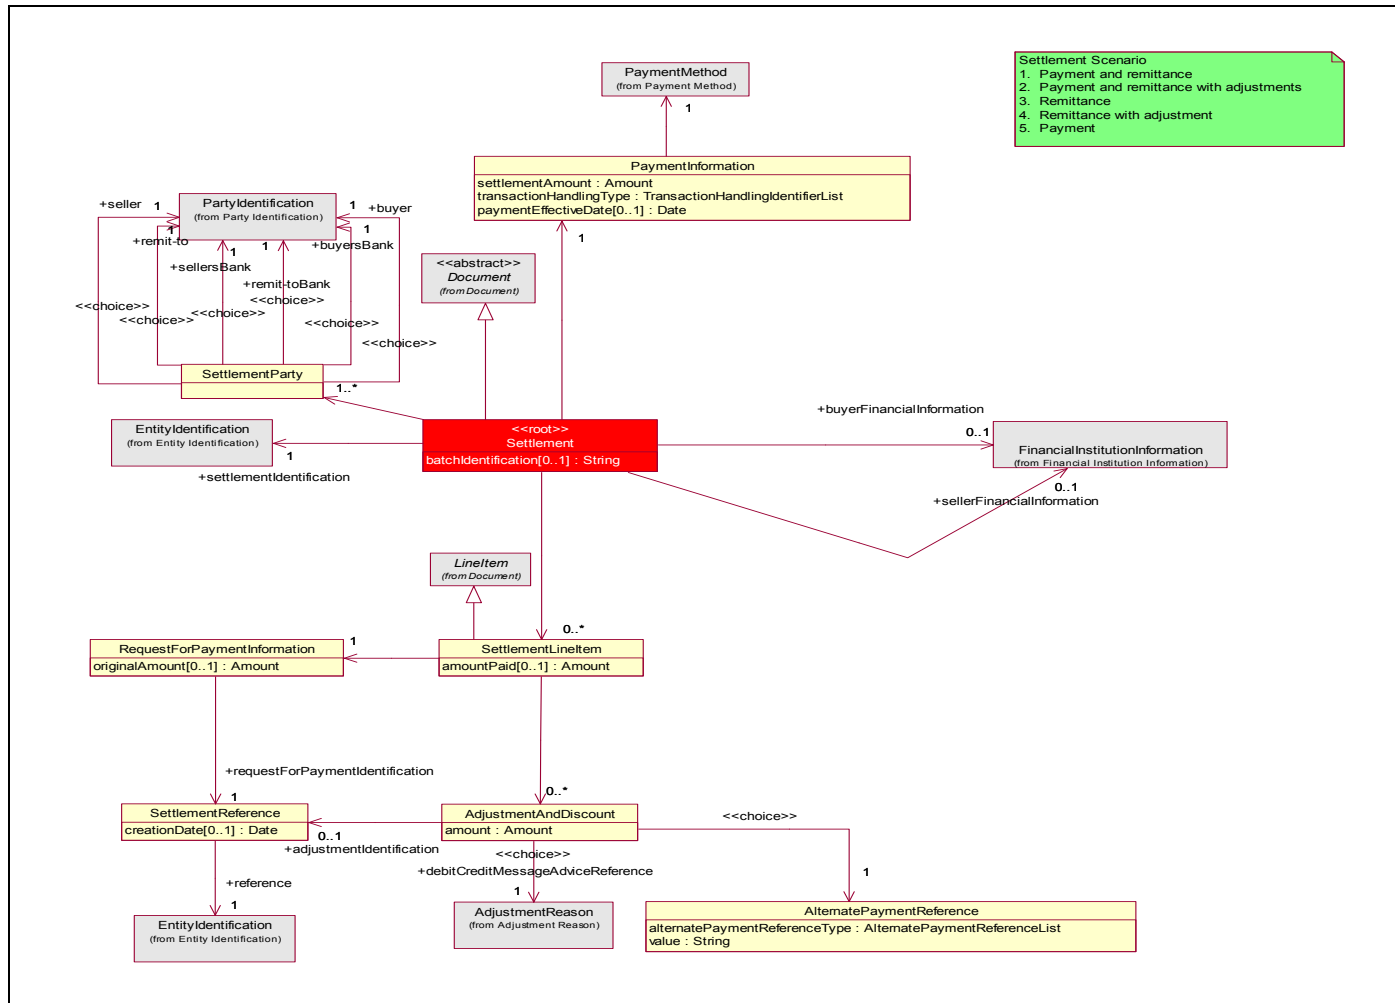 Settlement Scenario
1. Payment and remittance
2. Payment and remittance with adjustments
3. Remittance
4. Remittance with adjustment
5. Payment
PaymentMethod
(from Payment Method)
1
PaymentInformation
settlementAmount : Amount
transactionHandlingType : TransactionHandlingIdentifierList
paymentEffectiveDate[0..1] : Date
1
+seller
1
PartyIdentification
(from Party Identification)
1
+buyer
+remit-to
1
1
1
1
+buyersBank
+sellersBank
+remit-toBank
<<choice>>
<<choice>>
<<choice>>
<<choice>>
<<choice>>
<<choice>>
<<abstract>>
Document
(from Document)
SettlementParty
1..*
EntityIdentification
(from Entity Identification)
1
+settlementIdentification
<<root>>
Settlement
batchIdentification[0..1] : String
+buyerFinancialInformation
0..1
FinancialInstitutionInformation
(from Financial Institution Information)
0..1
+sellerFinancialInformation
LineItem
(from Document)
0..*
RequestForPaymentInformation
originalAmount[0..1] : Amount
1
SettlementLineItem
amountPaid[0..1] : Amount
+requestForPaymentIdentification
1
0..*
SettlementReference
creationDate[0..1] : Date
0..1
+adjustmentIdentification
AdjustmentAndDiscount
amount : Amount
<<choice>>
<<choice>>
+debitCreditMessageAdviceReference
1
1
+reference
1
EntityIdentification
(from Entity Identification)
AdjustmentReason
(from Adjustment Reason)
AlternatePaymentReference
alternatePaymentReferenceType : AlternatePaymentReferenceList
value : String